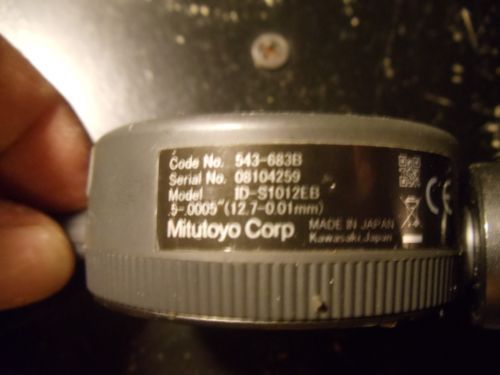 Code No. 543-683B
Serial No. 08104259
Model ID-S1012EB
.5-.0005"(12.7-0.01mm)
Mitutoyo Corp MADE IN JAPAN
Kawasaki, Japan
CE